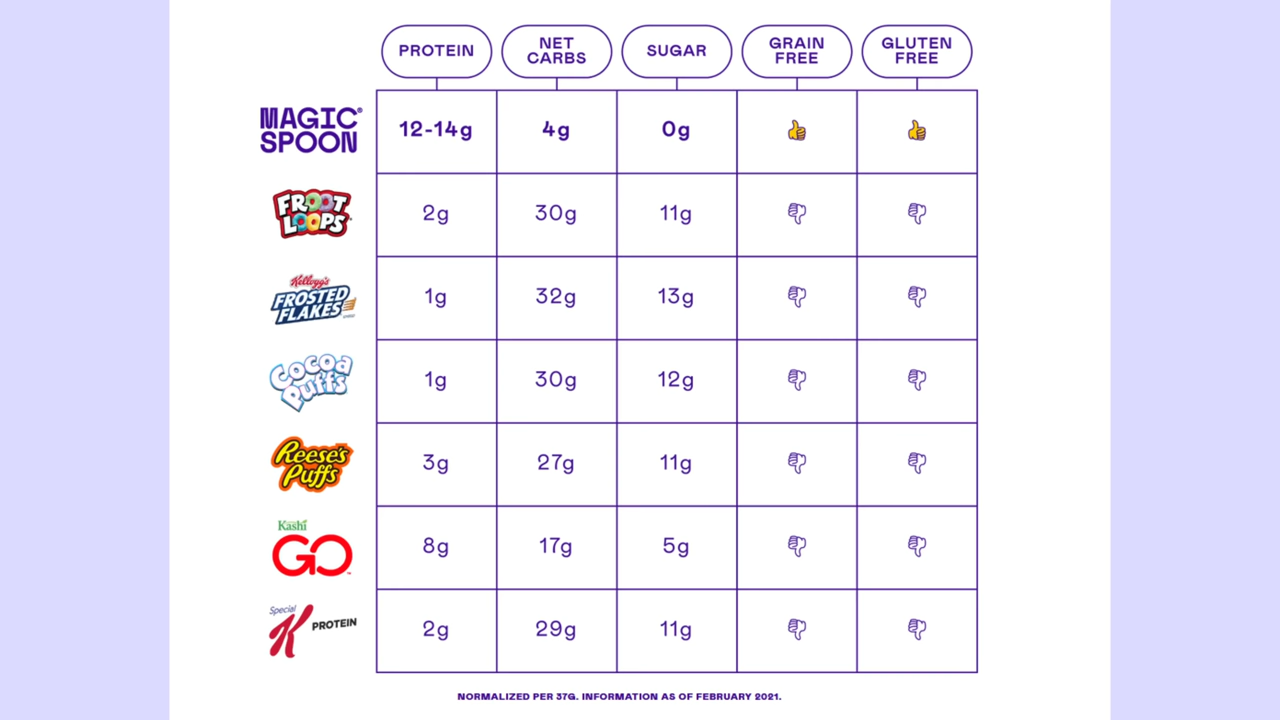 PROTEIN
NET
CARBS
SUGAR
GRAIN
FREE
GLUTEN
FREE
MAGIC®
SPOON
12-14g 4g 0g
FROOT
LOOPS
2g 30g 11g
Kellogg's
FROSTED
FLAKES
1g 32g 13g
COCOA
PUffS
1g 30g 12g
Reese's
Puffs
3g 27g 11g
Kashi
GO
8g 17g 5g
Special
K PROTEIN
2g 29g 11g
NORMALIZED PER 37G. INFORMATION AS OF FEBRUARY 2021.